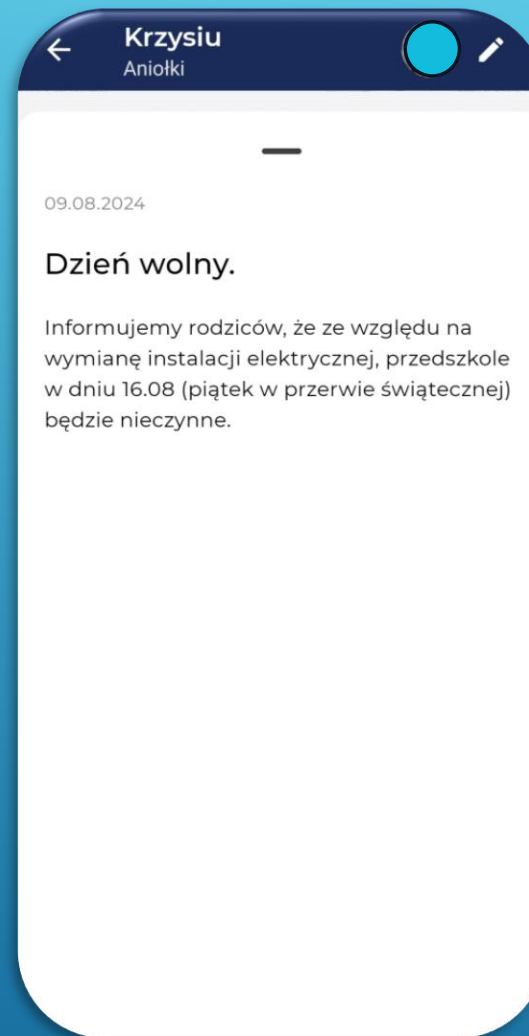 Krzysiu
Aniołki
09.08.2024
Dzień wolny.
Informujemy rodziców, że ze względu na
wymianę instalacji elektrycznej, przedszkole
w dniu 16.08 (piątek w przerwie świątecznej)
będzie nieczynne.